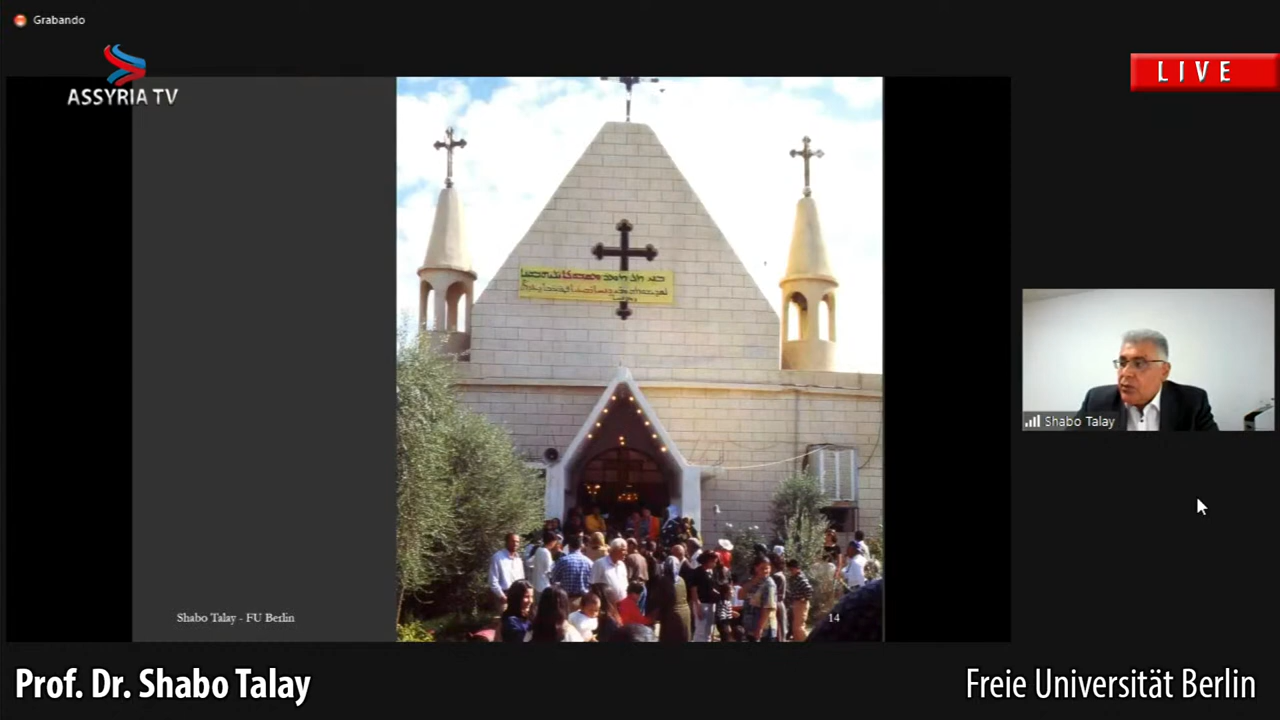 Grabando
ASSYRIA TV
LIVE
Shabo Talay
Shabo Talay - FU Berlin
14
Prof. Dr. Shabo Talay
Freie Universität Berlin